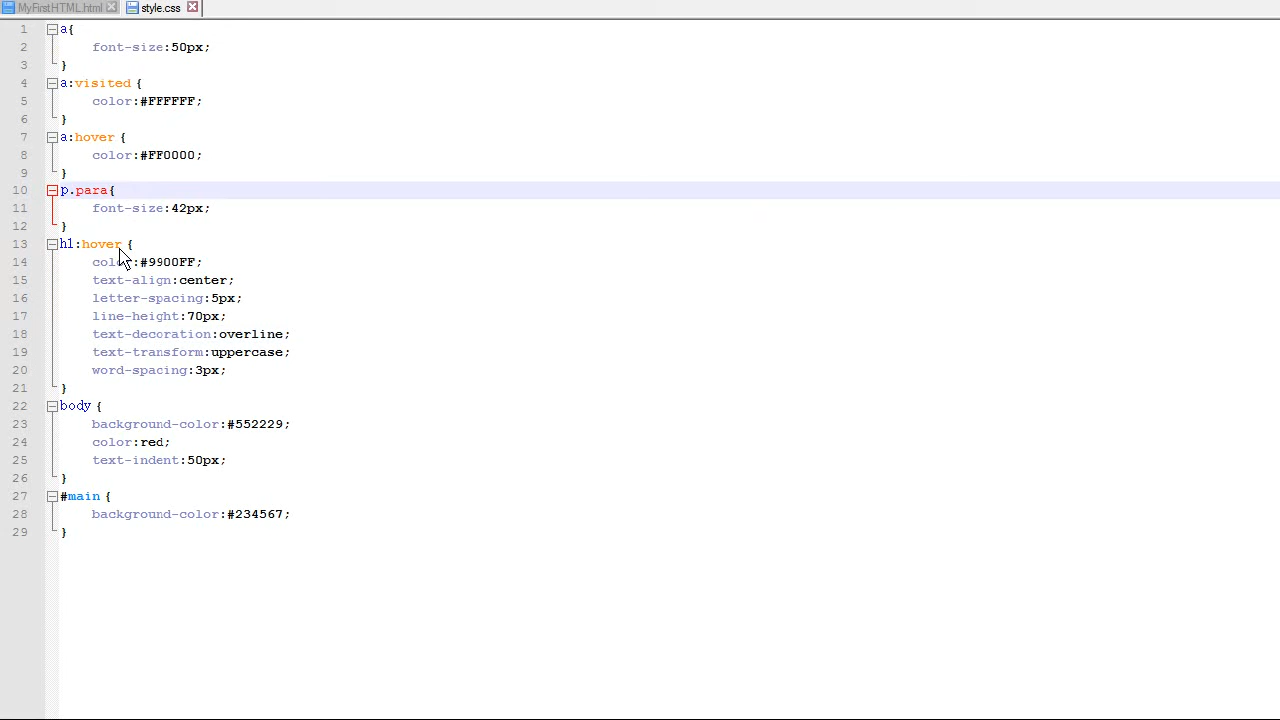 MyFirstHTML.html style.css
1 a{
2 font-size:50px;
3 }
4 a:visited {
5 color:#FFFFFF;
6 }
7 a:hover {
8 color:#FF0000;
9 }
10 p.para{
11 font-size:42px;
12 }
13 h1:hover {
14 color:#9900FF;
15 text-align:center;
16 letter-spacing:5px;
17 line-height:70px;
18 text-decoration:overline;
19 text-transform:uppercase;
20 word-spacing:3px;
21 }
22 body {
23 background-color:#552229;
24 color:red;
25 text-indent:50px;
26 }
27 #main {
28 background-color:#234567;
29 }